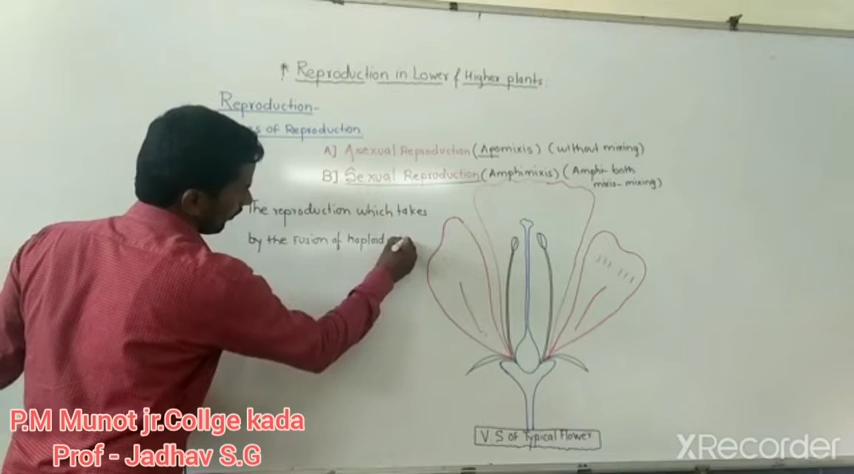 * Reproduction in Lower & Higher plants.
Reproduction-
of Reproduction
A] Asexual Reproduction (Apomixis) (without mixing)
B] Sexual Reproduction (Amphimixis) (Amphi- both
mixis-mixing)
The reproduction which takes
by the fusion of haploid
V.S of Typical Flower
P.M Munot jr.Collge kada
Prof - Jadhav S.G
XRecorder